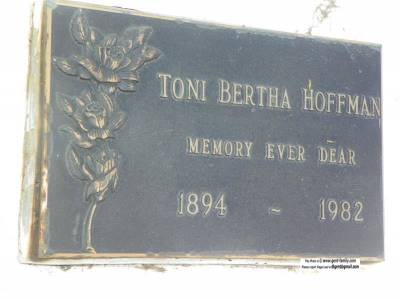 TONI BERTHA HOFFMAN
MEMORY EVER DEAR
1894 ~ 1982